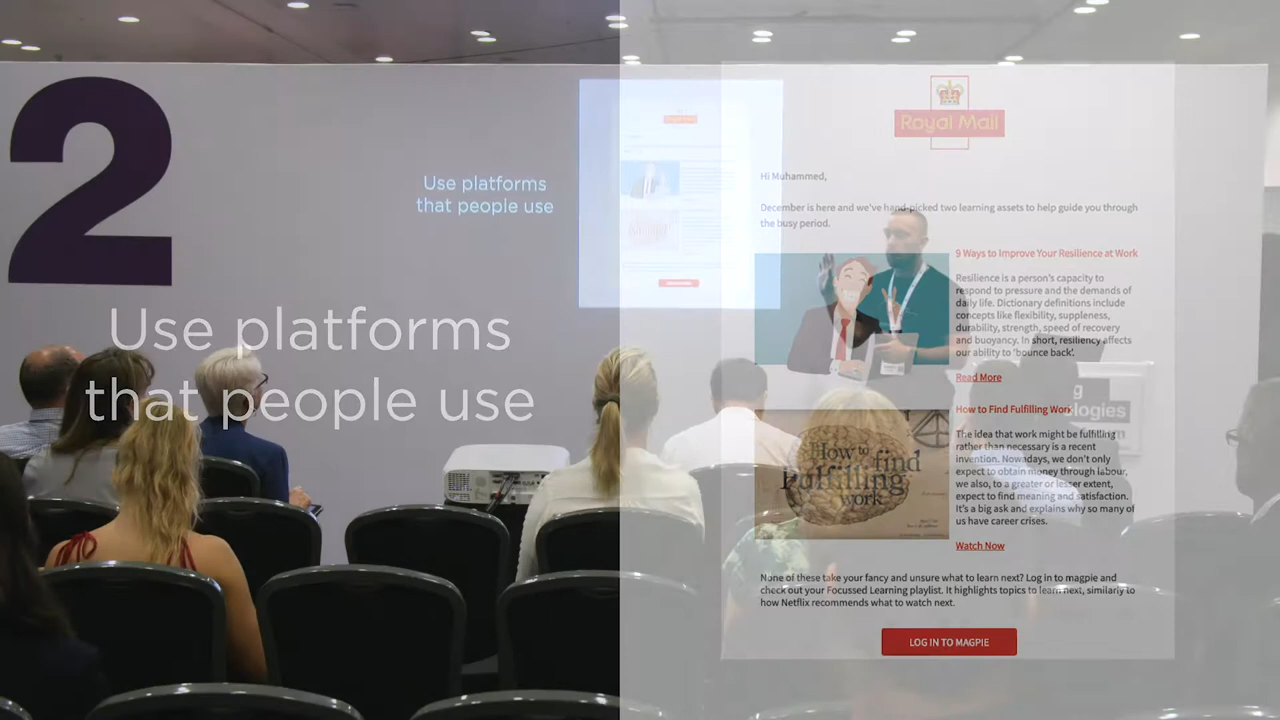 2
Use platforms
that people use
Use platforms
that people use
Royal Mail
Hi Muhammed,
December is here and we've hand-picked two learning assets to help guide you through
the busy period.
9 Ways to Improve Your Resilience at Work
Resilience is a person's capacity to
respond to pressure and the demands of
daily life. Dictionary definitions include
concepts like flexibility, suppleness,
durability, strength, speed of recovery
and buoyancy. In short, resiliency affects
our ability to 'bounce back'.
Read More
How to find
Fulfilling
work
How to Find Fulfilling Work
The idea that work might be fulfilling
rather than necessary is a recent
invention. Nowadays, we don't only
expect to obtain money through labour,
we also, to a greater or lesser extent,
expect to find meaning and satisfaction.
It's a big ask and explains why so many of
us have career crises.
Watch Now
None of these take your fancy and unsure what to learn next? Log in to magpie and
check out your Focussed Learning playlist. It highlights topics to learn next, similarly to
how Netflix recommends what to watch next.
LOG IN TO MAGPIE